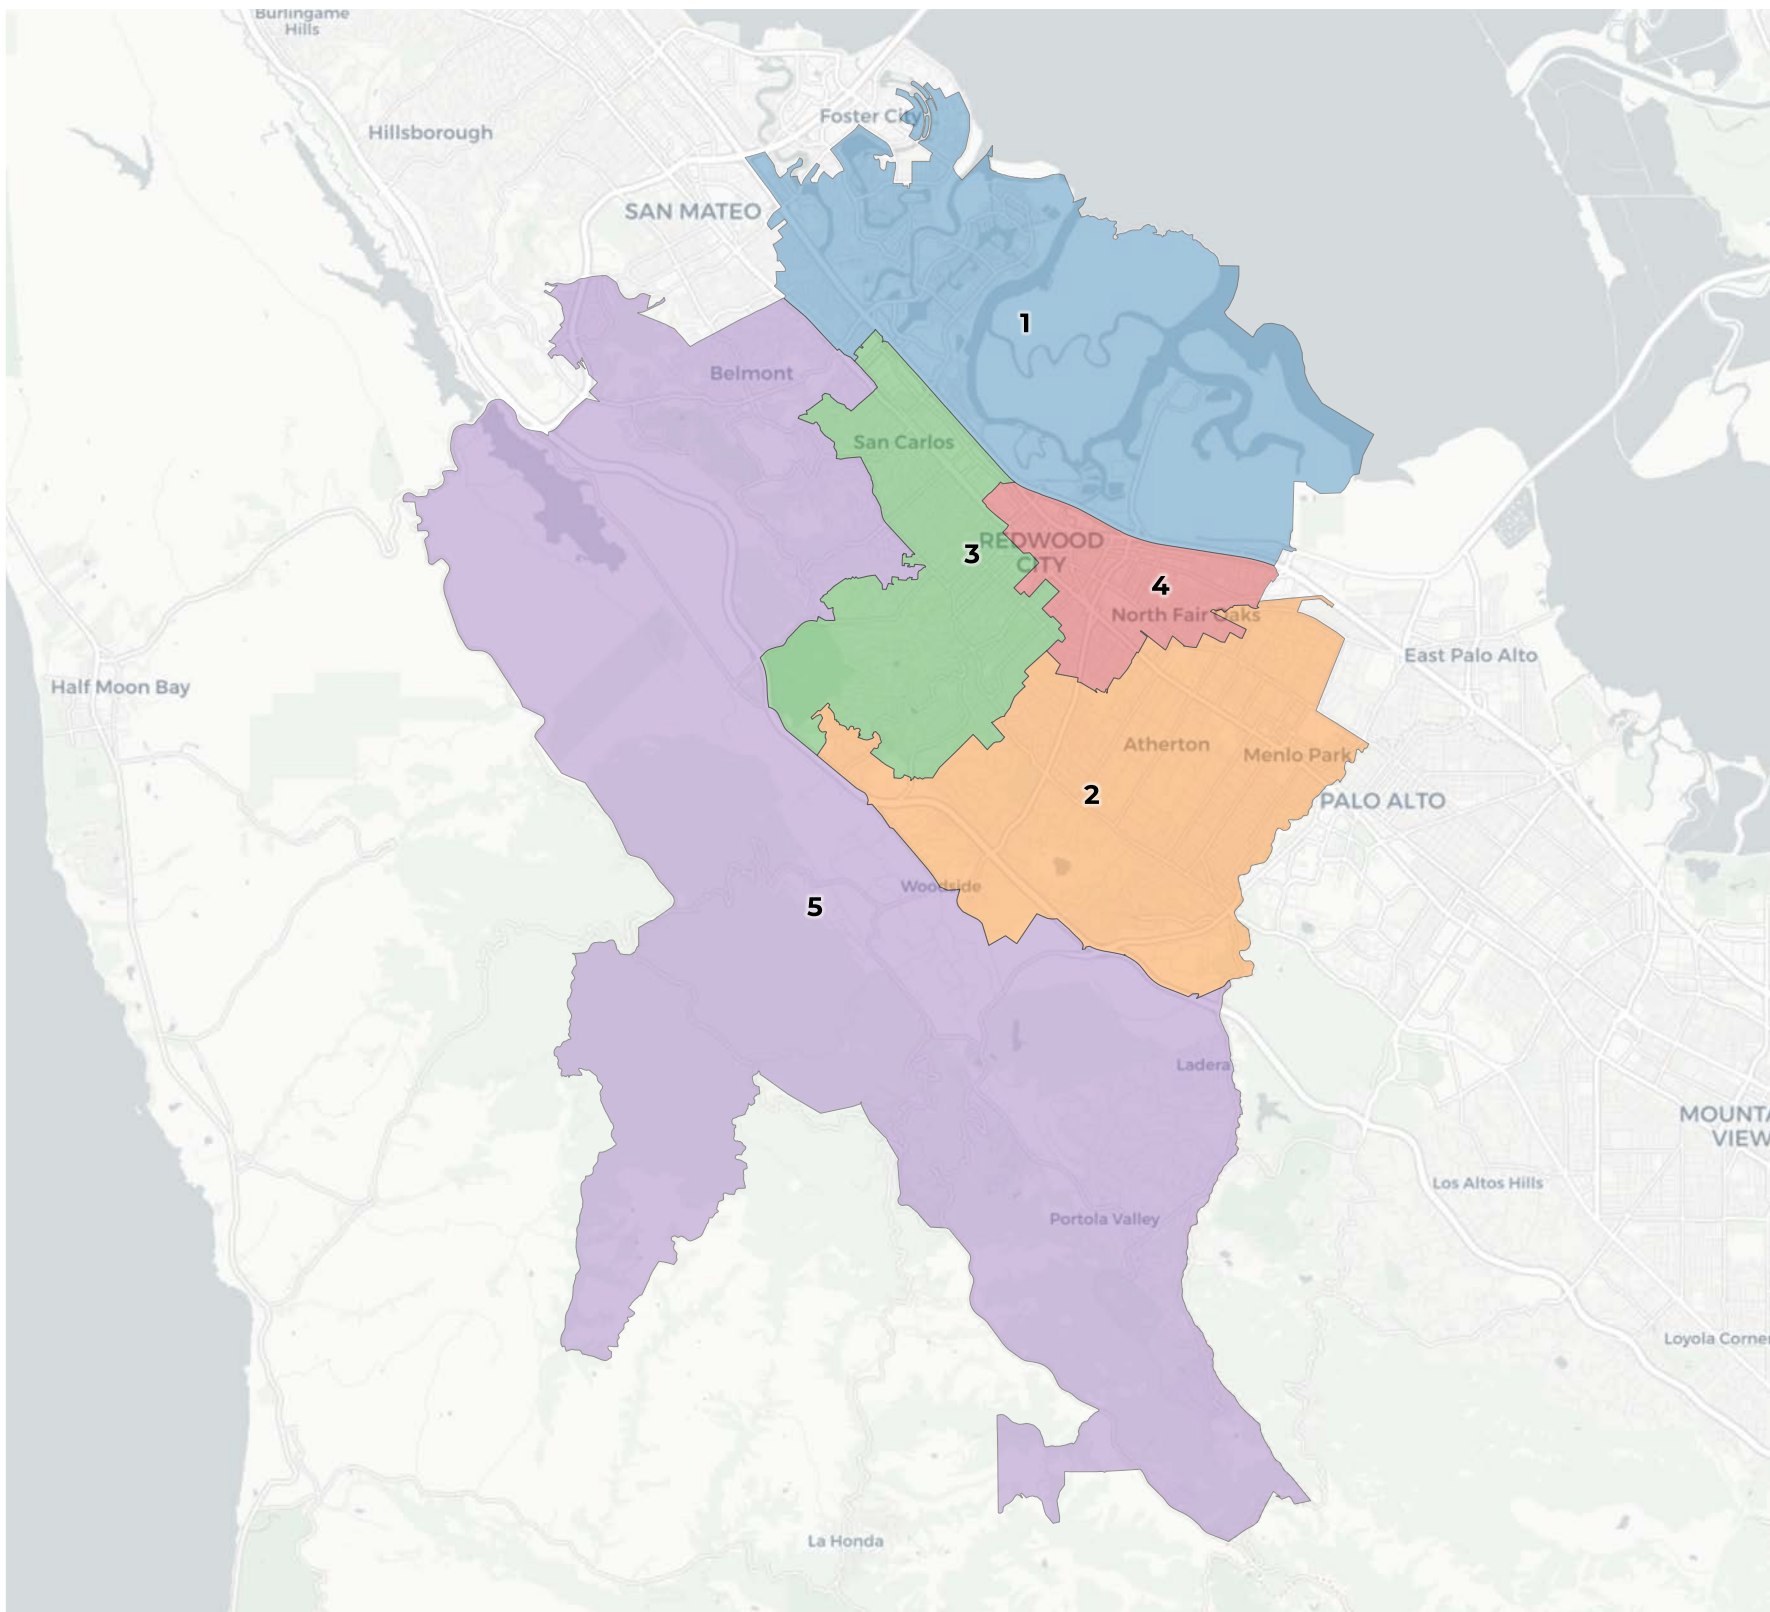 Burlingame
Hills
Foster City
Hillsborough
SAN MATEO
1
Belmont
San Carlos
REDWOOD
CITY
3
4
North Fair Oaks
East Palo Alto
Half Moon Bay
Atherton
Menlo Park
2
PALO ALTO
Woodside
5
Ladera
MOUNTA
VIEW
Los Altos Hills
Portola Valley
Loyola Corner
La Honda